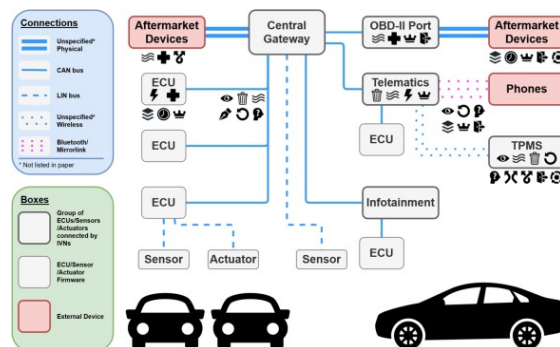 Connections
Unspecified*
Physical
CAN bus
LIN bus
Unspecified*
Wireless
Bluetooth/
Mirrorlink
* Not listed in paper
Boxes
Group of
ECUs/Sensors
/Actuators
connected by
IVNs
ECU/Sensor
/Actuator
Firmware
External Device
Aftermarket
Devices
Central
Gateway
OBD-II Port
Aftermarket
Devices
ECU
Telematics
Phones
ECU
ECU
TPMS
ECU
Infotainment
Sensor
Actuator
Sensor
ECU